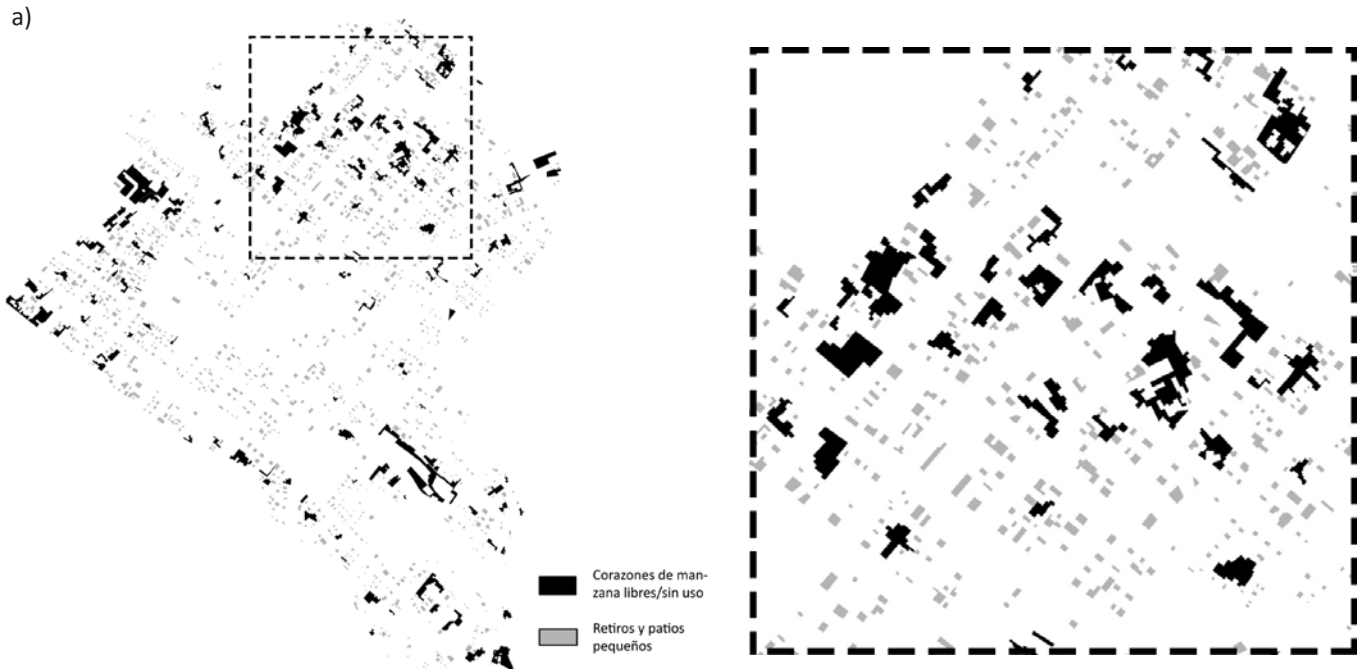 a)
Corazones de man-
zana libres/sin uso
Retiros y patios
pequeños